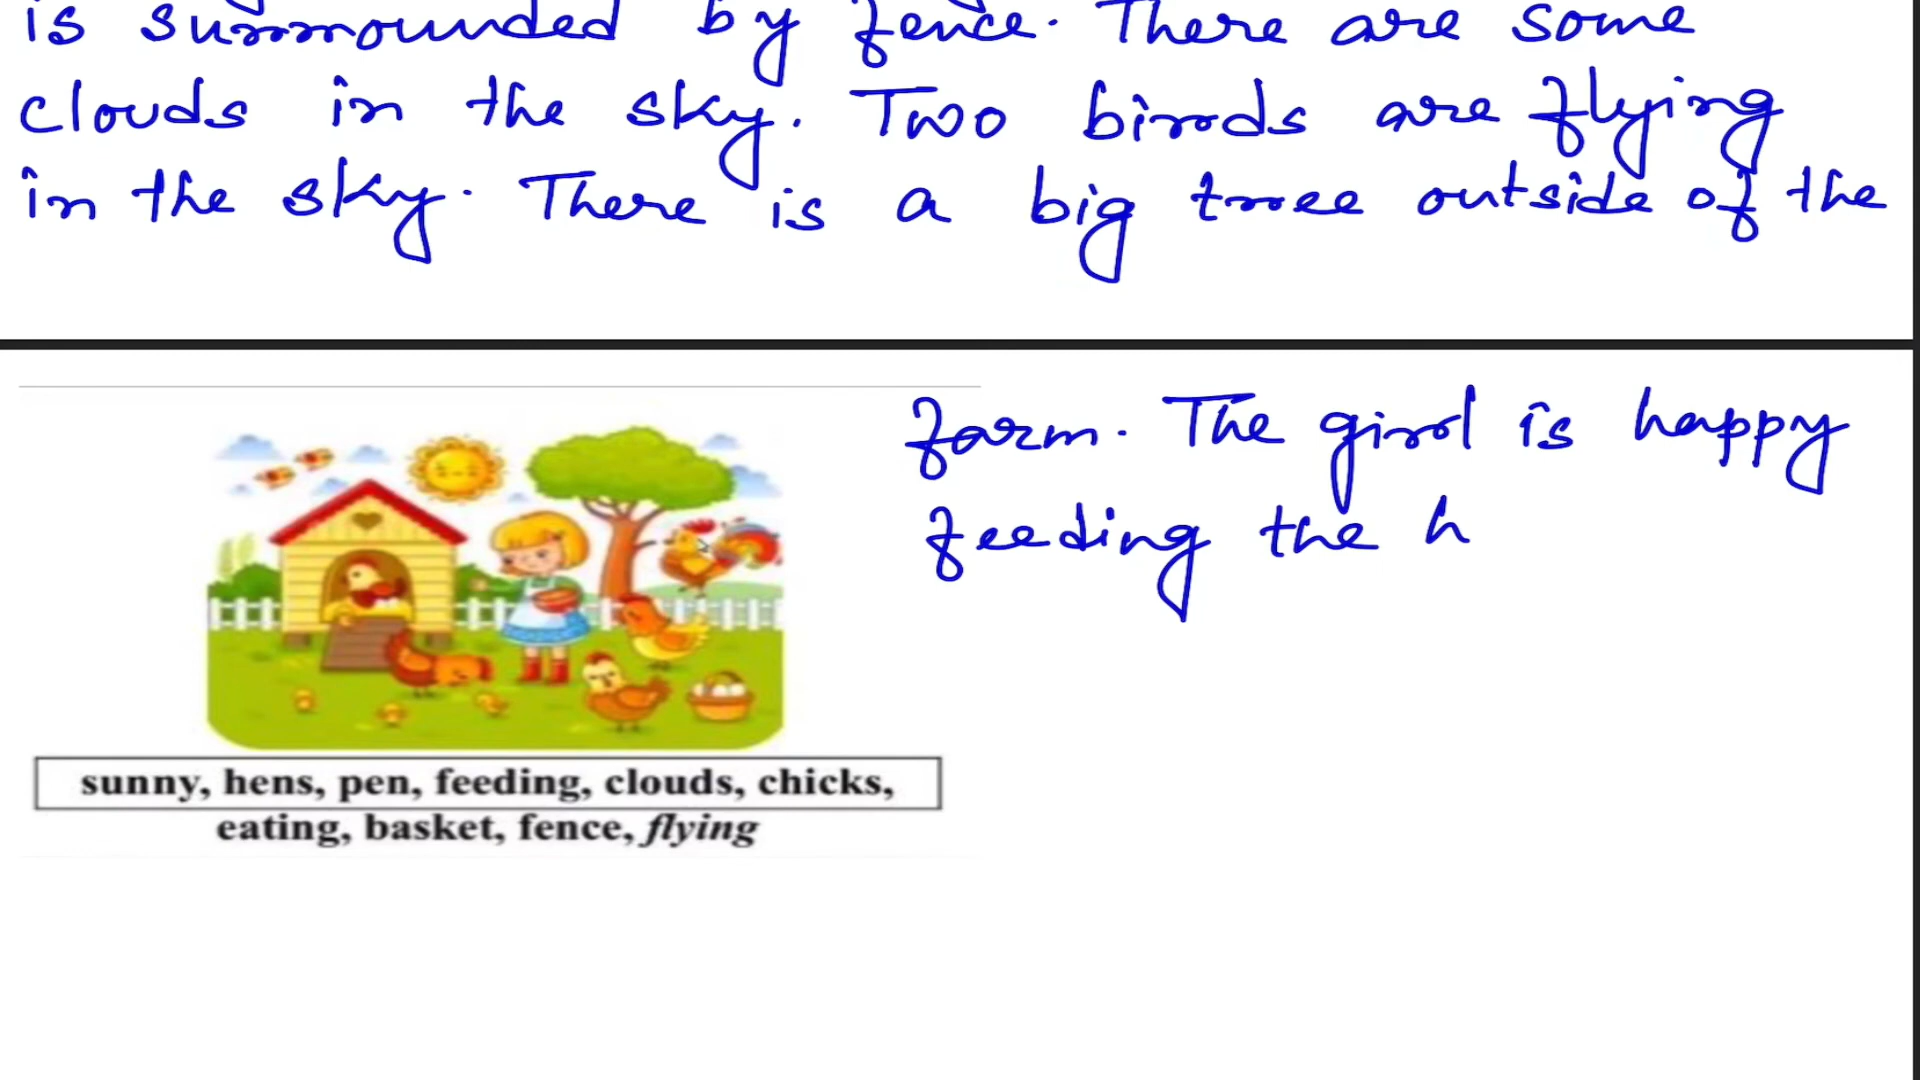 is surrounded by fence. There are some
clouds in the sky. Two birds are flying
in the sky. There is a big tree outside of the
farm. The girl is happy
feeding the h
sunny, hens, pen, feeding, clouds, chicks,
eating, basket, fence, flying